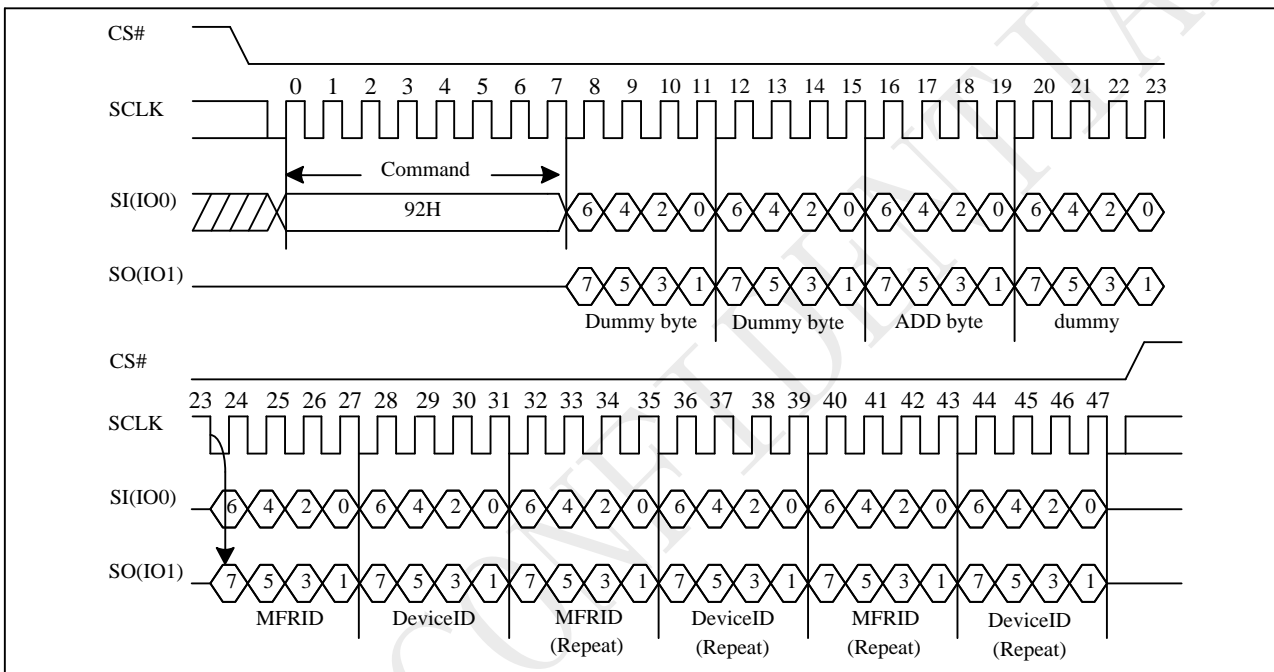 CS#
0 1 2 3 4 5 6 7 8 9 10 11 12 13 14 15 16 17 18 19 20 21 22 23
SCLK
Command
SI(IO0) 92H 6 4 2 0 6 4 2 0 6 4 2 0 6 4 2 0
SO(IO1) 7 5 3 1 7 5 3 1 7 5 3 1 7 5 3 1
Dummy byte Dummy byte ADD byte dummy
CS#
23 24 25 26 27 28 29 30 31 32 33 34 35 36 37 38 39 40 41 42 43 44 45 46 47
SCLK
SI(IO0) 6 4 2 0 6 4 2 0 6 4 2 0 6 4 2 0 6 4 2 0 6 4 2 0
SO(IO1) 7 5 3 1 7 5 3 1 7 5 3 1 7 5 3 1 7 5 3 1 7 5 3 1
MFRID DeviceID MFRID DeviceID MFRID DeviceID
(Repeat) (Repeat) (Repeat) (Repeat)
CONFIDENTIAL